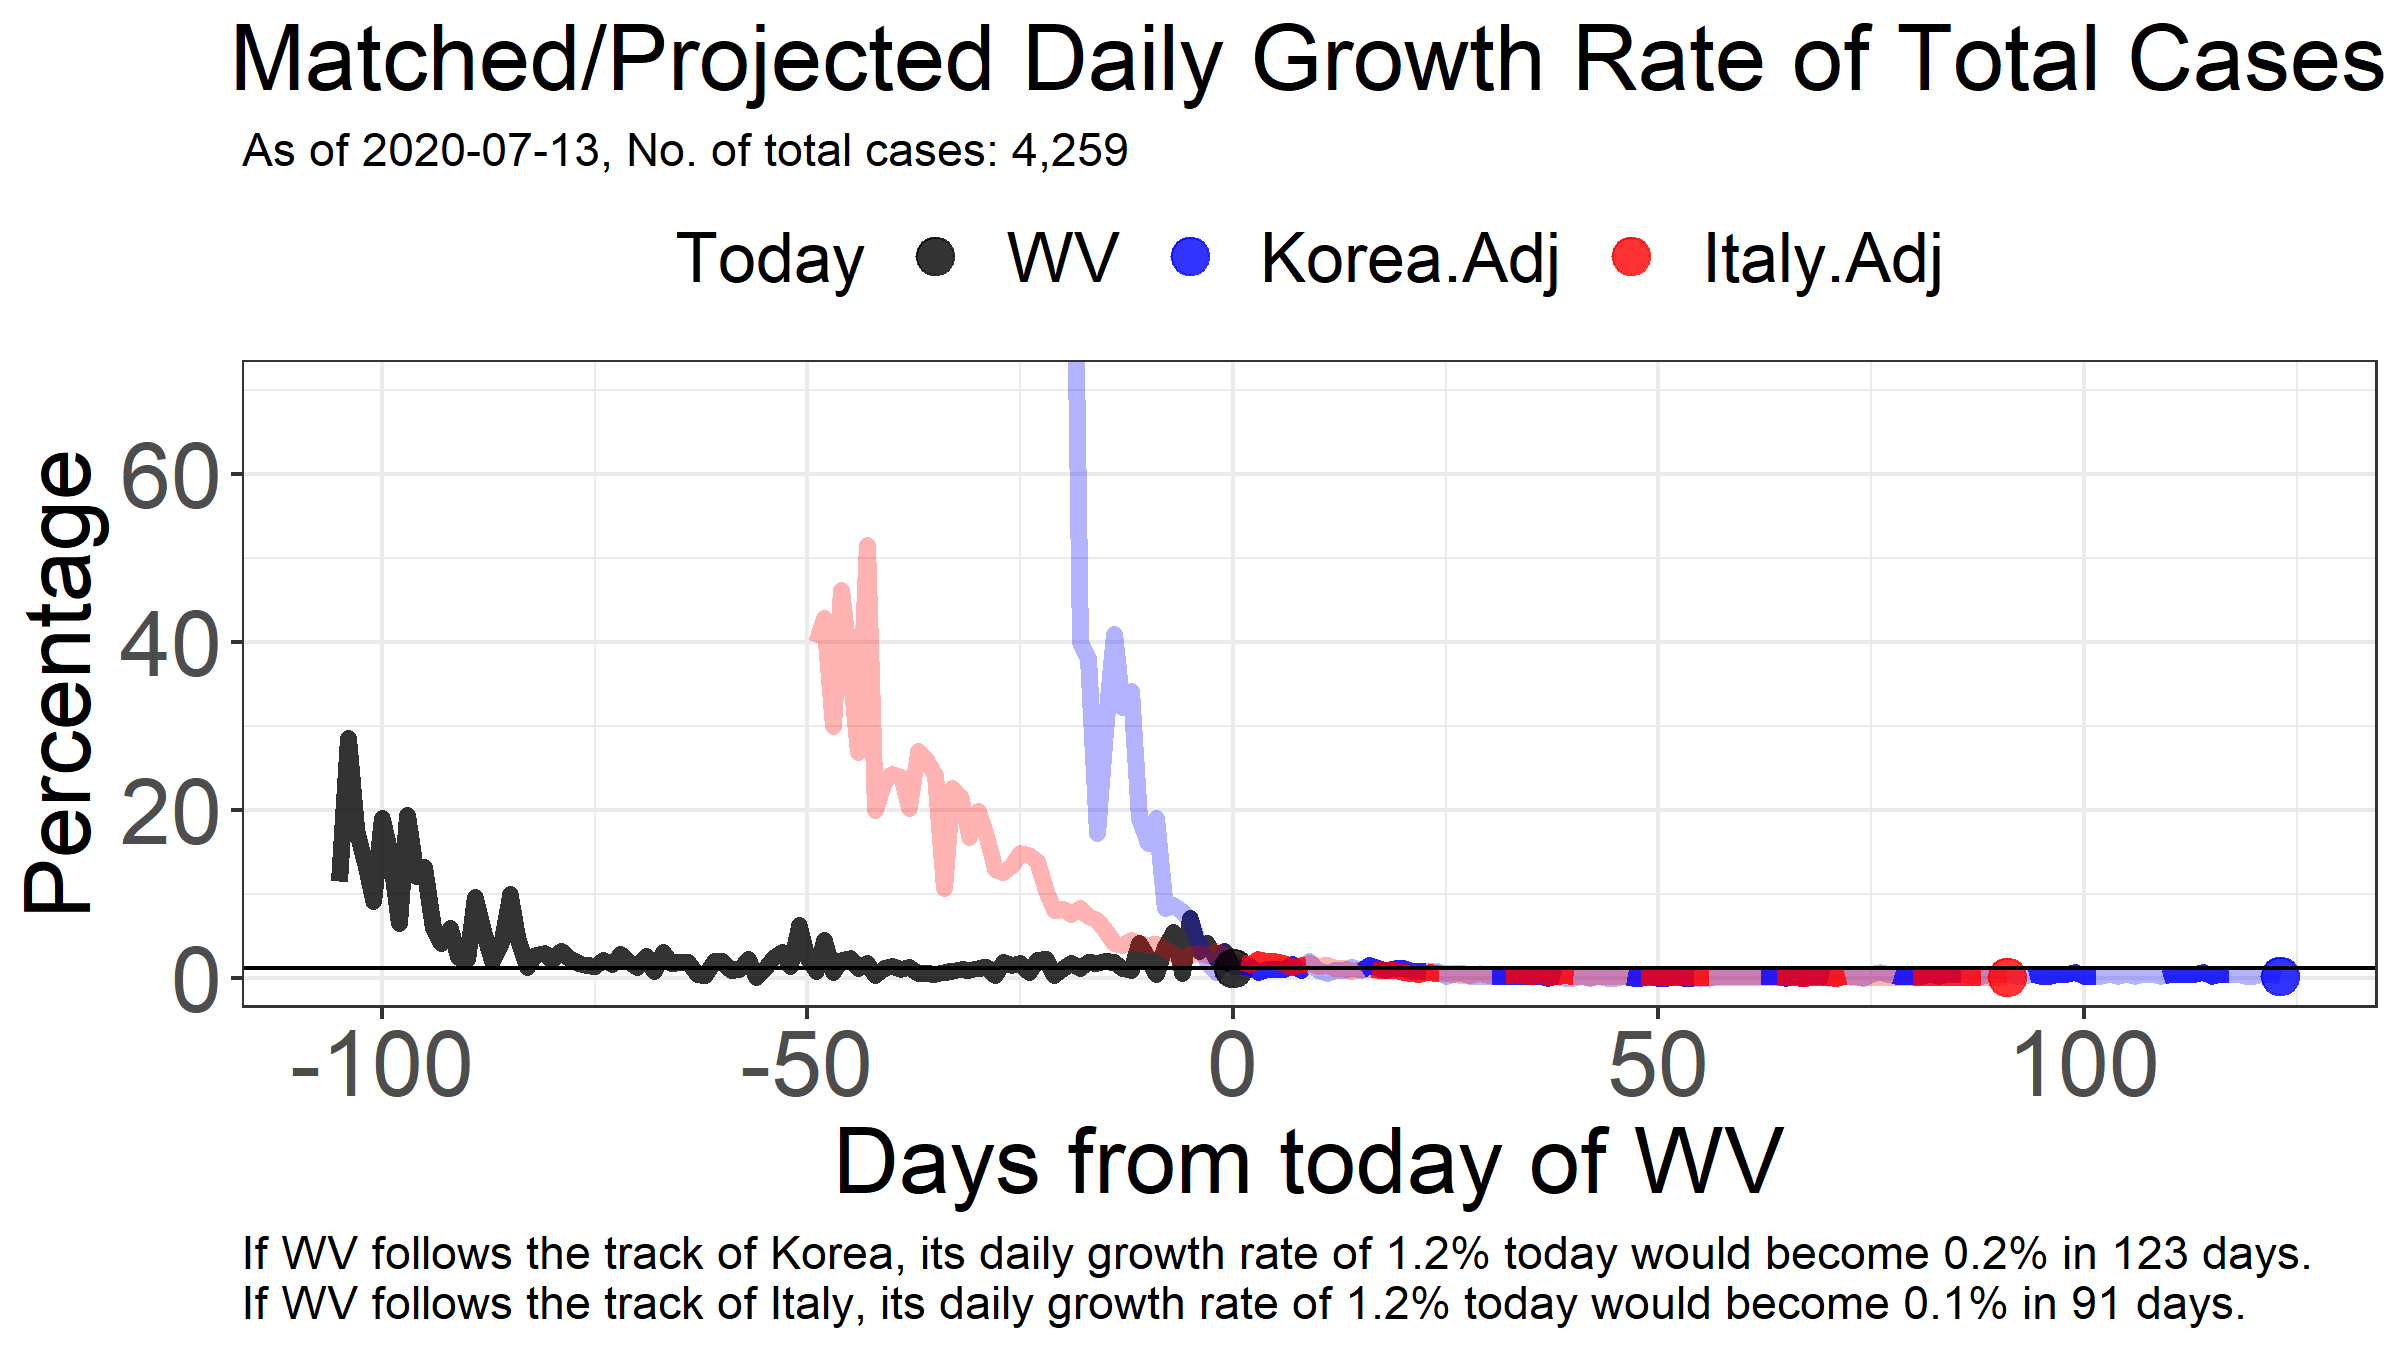 Matched/Projected Daily Growth Rate of Total Cases
As of 2020-07-13, No. of total cases: 4,259
Today WV Korea.Adj Italy.Adj
Percentage
60
40
20
0
-100 -50 0 50 100
Days from today of WV
If WV follows the track of Korea, its daily growth rate of 1.2% today would become 0.2% in 123 days.
If WV follows the track of Italy, its daily growth rate of 1.2% today would become 0.1% in 91 days.